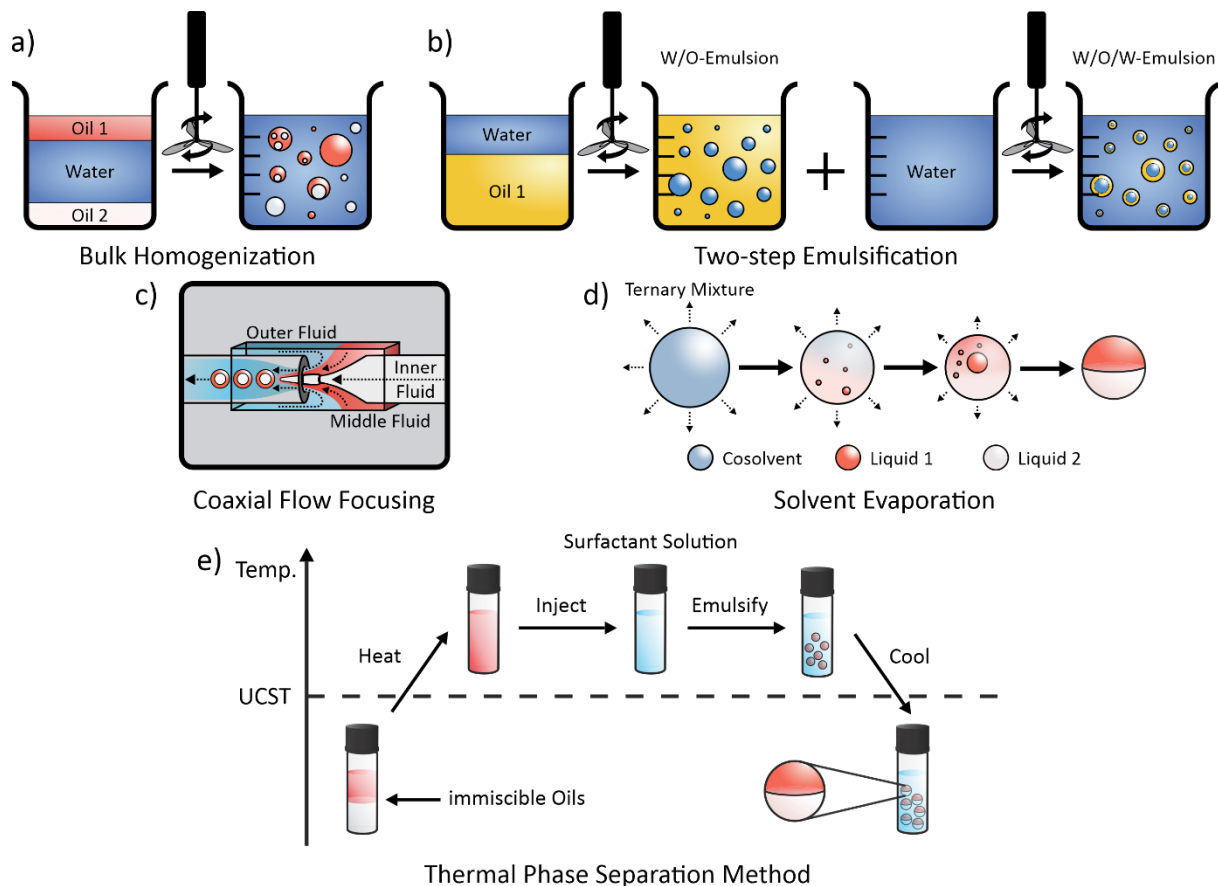 a)
Oil 1
Water
Oil 2
Bulk Homogenization
b)
W/O-Emulsion
W/O/W-Emulsion
Water
Oil 1
Water
Two-step Emulsification
c)
Outer Fluid
Inner
Fluid
Middle Fluid
Coaxial Flow Focusing
d)
Ternary Mixture
Cosolvent
Liquid 1
Liquid 2
Solvent Evaporation
e)
Temp.
Surfactant Solution
Inject
Emulsify
Heat
Cool
UCST
immiscible Oils
Thermal Phase Separation Method